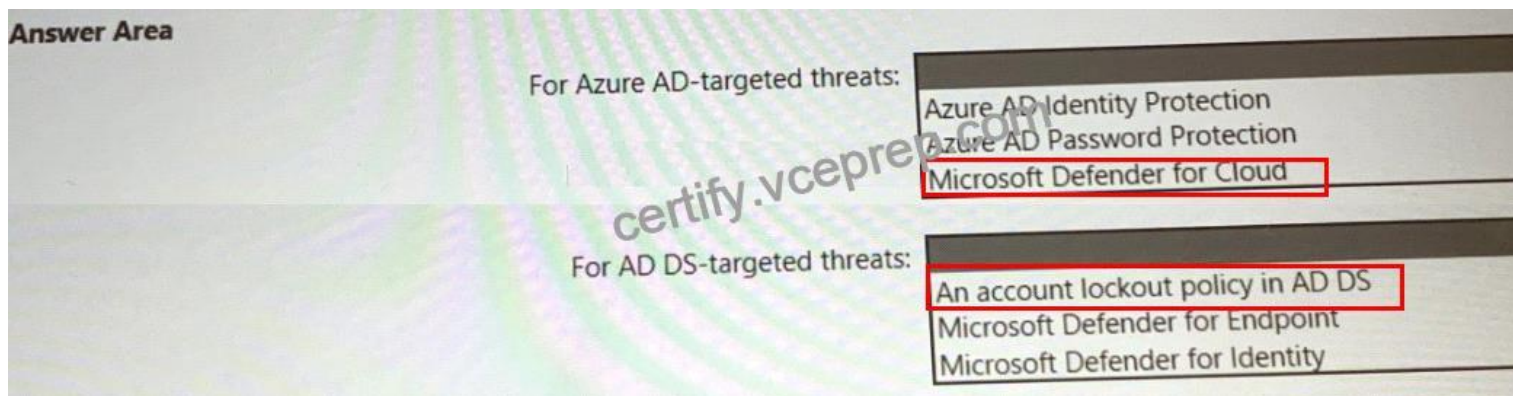 Answer Area
For Azure AD-targeted threats:
Azure AD Identity Protection
Azure AD Password Protection
Microsoft Defender for Cloud
certify.vceprep.com
For AD DS-targeted threats:
An account lockout policy in AD DS
Microsoft Defender for Endpoint
Microsoft Defender for Identity